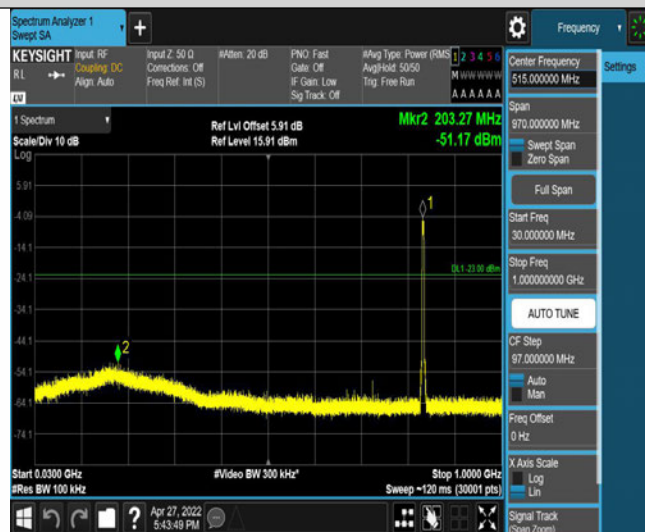 Spectrum Analyzer 1
Swept SA
+
Frequency
KEYSIGHT
RL
LXI
Input: RF
Coupling: DC
Align: Auto
Input Z: 50 Ω
Corrections: Off
Freq Ref: Int (S)
#Atten: 20 dB
PNO: Fast
Gate: Off
IF Gain: Low
Sig Track: Off
#Avg Type: Power (RMS
Avg|Hold: 50/50
Trig: Free Run
1 2 3 4 5 6
M W W W W W
A A A A A A
1 Spectrum
Scale/Div 10 dB
Ref Lvl Offset 5.91 dB
Ref Level 15.91 dBm
Mkr2 203.27 MHz
-51.17 dBm
Log
5.91
-4.09
-14.1
-24.1
-34.1
-44.1
-54.1
-64.1
-74.1
1
DL1 -23.00 dBm
2
Start 0.0300 GHz
#Res BW 100 kHz
#Video BW 300 kHz*
Stop 1.0000 GHz
Sweep ~120 ms (30001 pts)
?
Apr 27, 2022
5:43:49 PM
Center Frequency
515.000000 MHz
Span
970.000000 MHz
Swept Span
Zero Span
Full Span
Start Freq
30.000000 MHz
Stop Freq
1.000000000 GHz
AUTO TUNE
CF Step
97.000000 MHz
Auto
Man
Freq Offset
0 Hz
X Axis Scale
Log
Lin
Signal Track
(Span Zoom)
Settings